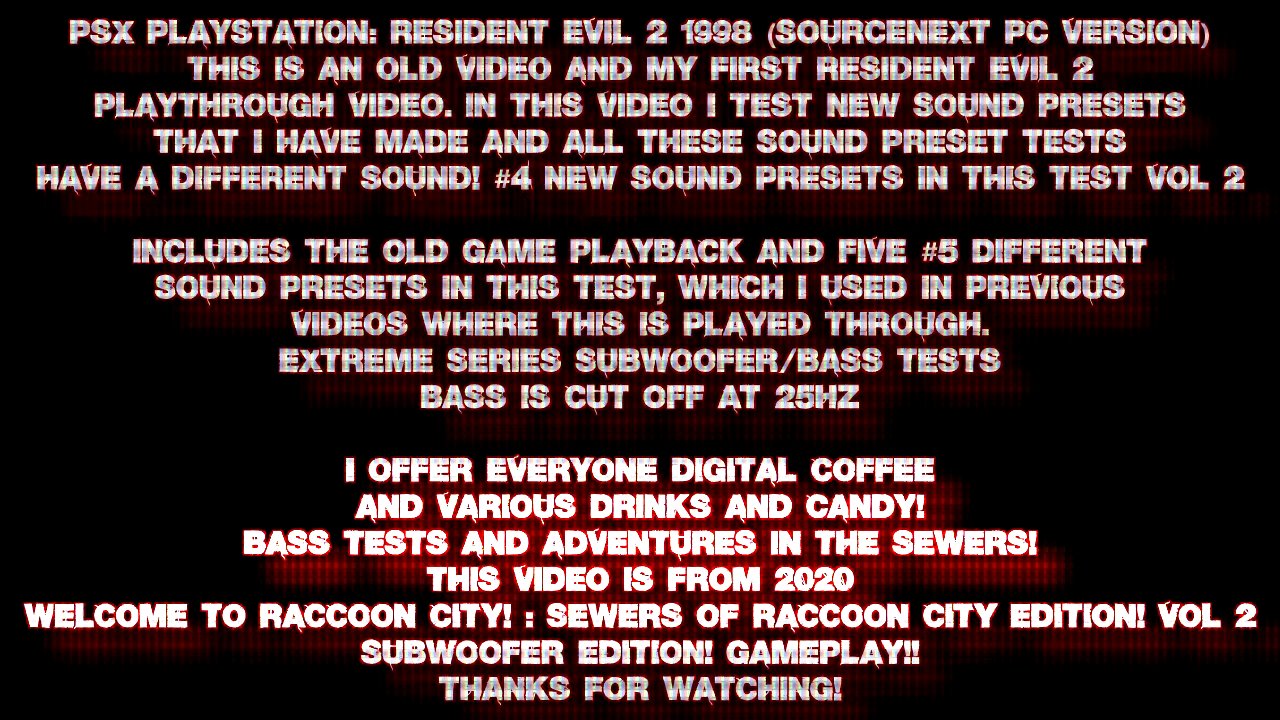 PSX PLAYSTATION: RESIDENT EVIL 2 1998 (SOURCENEXT PC VERSION)
THIS IS AN OLD VIDEO AND MY FIRST RESIDENT EVIL 2
PLAYTHROUGH VIDEO. IN THIS VIDEO I TEST NEW SOUND PRESETS
THAT I HAVE MADE AND ALL THESE SOUND PRESET TESTS
HAVE A DIFFERENT SOUND! #4 NEW SOUND PRESETS IN THIS TEST VOL 2
INCLUDES THE OLD GAME PLAYBACK AND FIVE #5 DIFFERENT
SOUND PRESETS IN THIS TEST, WHICH I USED IN PREVIOUS
VIDEOS WHERE THIS IS PLAYED THROUGH.
EXTREME SERIES SUBWOOFER/BASS TESTS
BASS IS CUT OFF AT 25HZ
I OFFER EVERYONE DIGITAL COFFEE
AND VARIOUS DRINKS AND CANDY!
BASS TESTS AND ADVENTURES IN THE SEWERS!
THIS VIDEO IS FROM 2020
WELCOME TO RACCOON CITY! : SEWERS OF RACCOON CITY EDITION! VOL 2
SUBWOOFER EDITION! GAMEPLAY!!
THANKS FOR WATCHING!